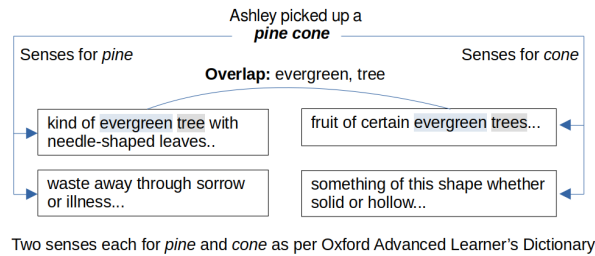 Ashley picked up a
pine cone
Senses for pine
Senses for cone
Overlap: evergreen, tree
kind of evergreen tree with
needle-shaped leaves..
fruit of certain evergreen trees...
waste away through sorrow
or illness...
something of this shape whether
solid or hollow...
Two senses each for pine and cone as per Oxford Advanced Learner’s Dictionary